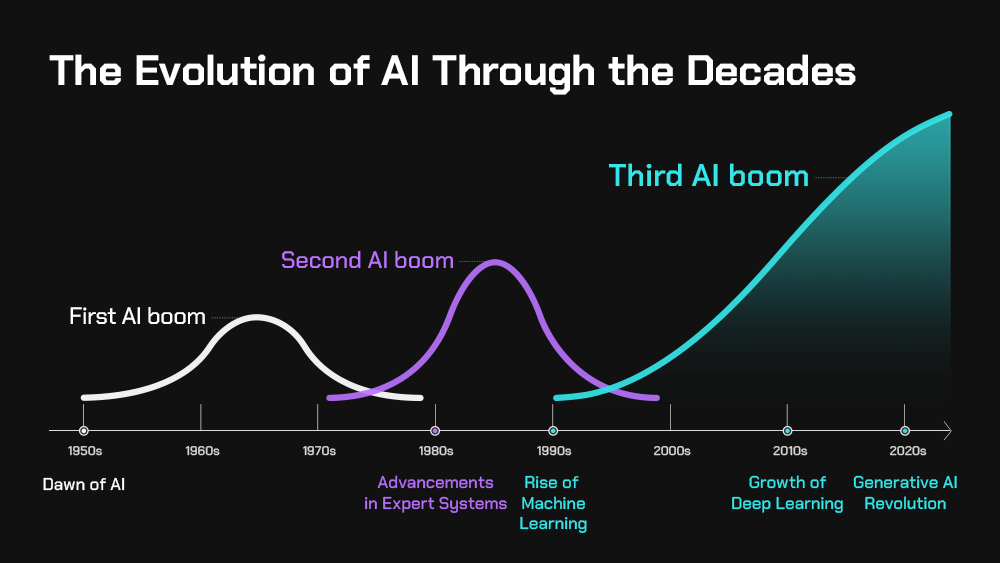 The Evolution of AI Through the Decades
Third AI boom
Second AI boom
First AI boom
1950s 1960s 1970s 1980s 1990s 2000s 2010s 2020s
Dawn of AI
Advancements
in Expert Systems
Rise of
Machine
Learning
Growth of
Deep Learning
Generative AI
Revolution